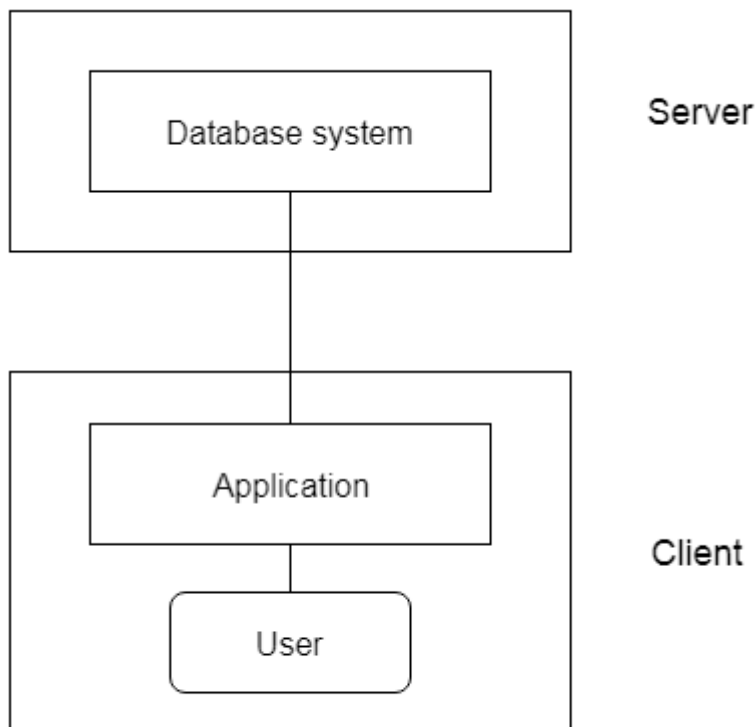 Database system
Server
Application
Client
User